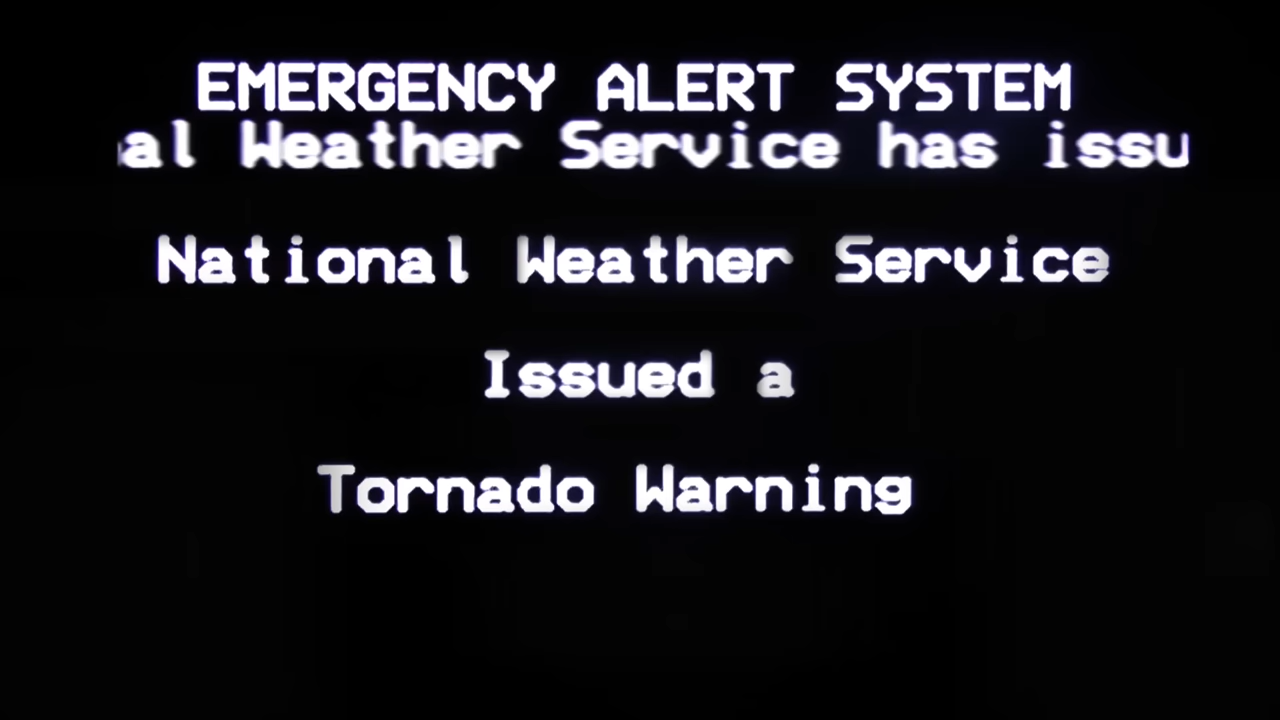 EMERGENCY ALERT SYSTEM
al Weather Service has issu
National Weather Service
Issued a
Tornado Warning